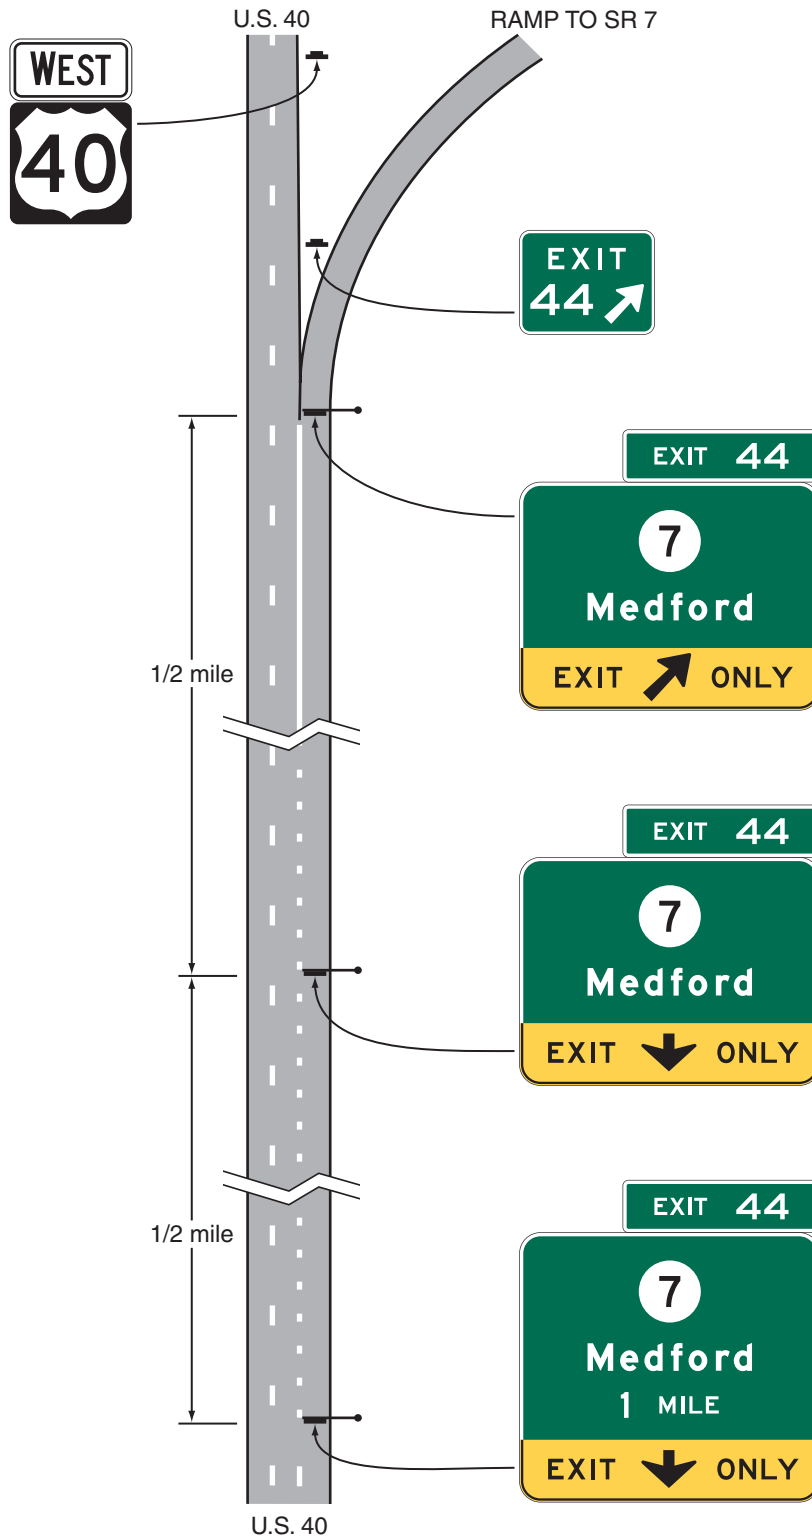 U.S. 40
RAMP TO SR 7
WEST
40
EXIT
44
EXIT 44
7
Medford
EXIT ONLY
1/2 mile
EXIT 44
7
Medford
EXIT ONLY
EXIT 44
1/2 mile
7
Medford
1 MILE
EXIT ONLY
U.S. 40